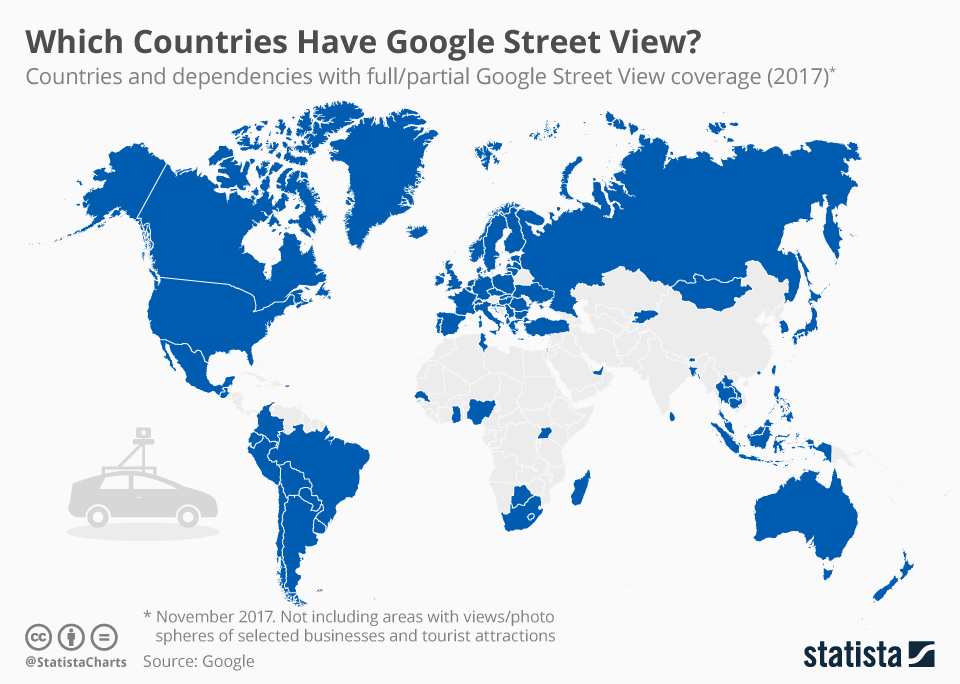 Which Countries Have Google Street View?
Countries and dependencies with full/partial Google Street View coverage (2017)*
* November 2017. Not including areas with views/photo
spheres of selected businesses and tourist attractions
cc
@StatistaCharts
Source: Google
statista